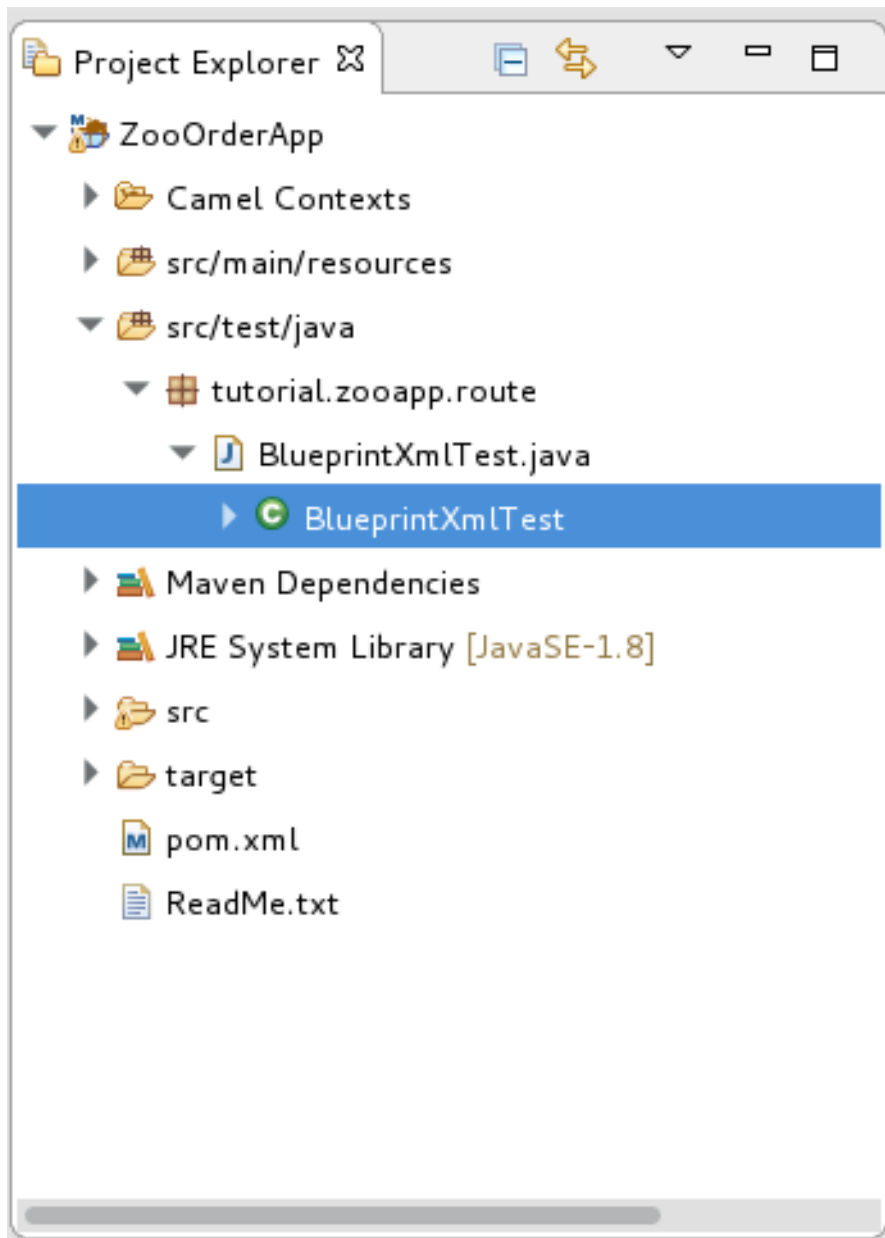 Project Explorer
ZooOrderApp
Camel Contexts
src/main/resources
src/test/java
tutorial.zooapp.route
BlueprintXmlTest.java
BlueprintXmlTest
Maven Dependencies
JRE System Library [JavaSE-1.8]
src
target
pom.xml
ReadMe.txt